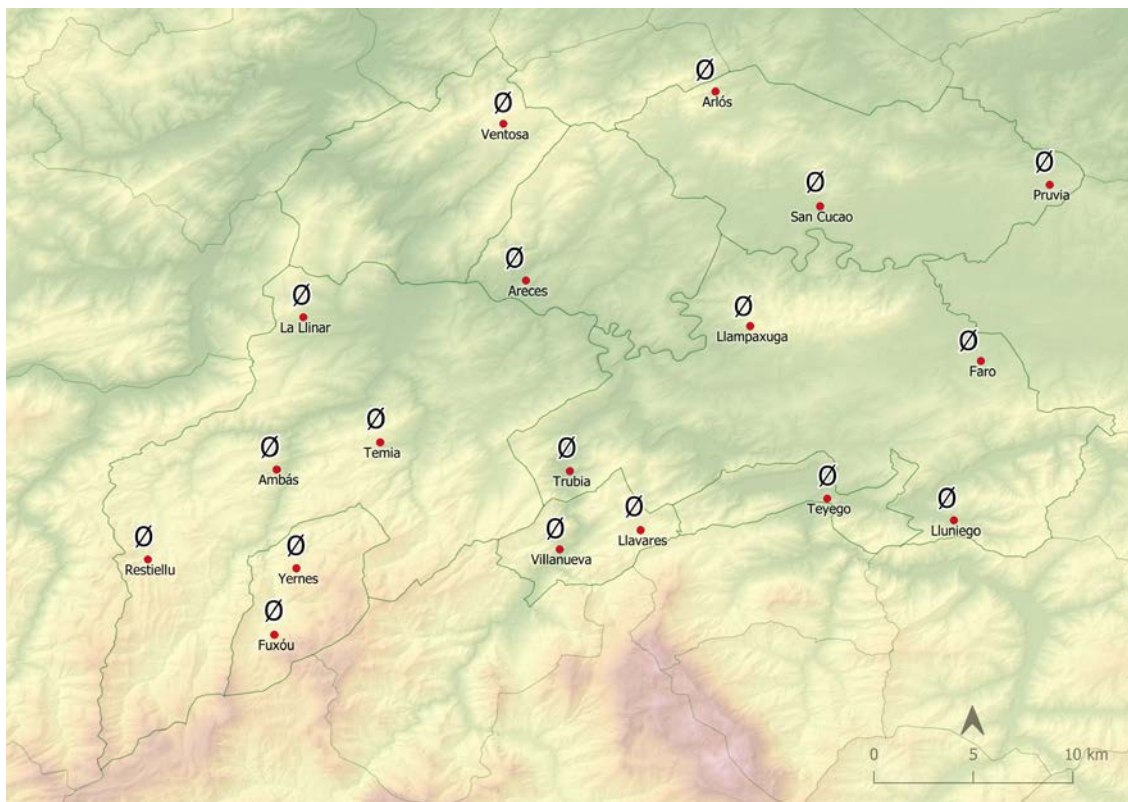 Ø
Arlós
Ø
Ventosa
Ø
Pruvia
Ø
San Cucao
Ø
Areces
Ø
La Llinar
Ø
Llampaxuga
Ø
Faro
Ø
Temia
Ø
Ambás
Ø
Trubia
Ø
Teyego
Ø
Lluniego
Ø
Llavares
Ø
Villanueva
Ø
Restiellu
Ø
Yernes
Ø
Fuxóu
0 5 10 km